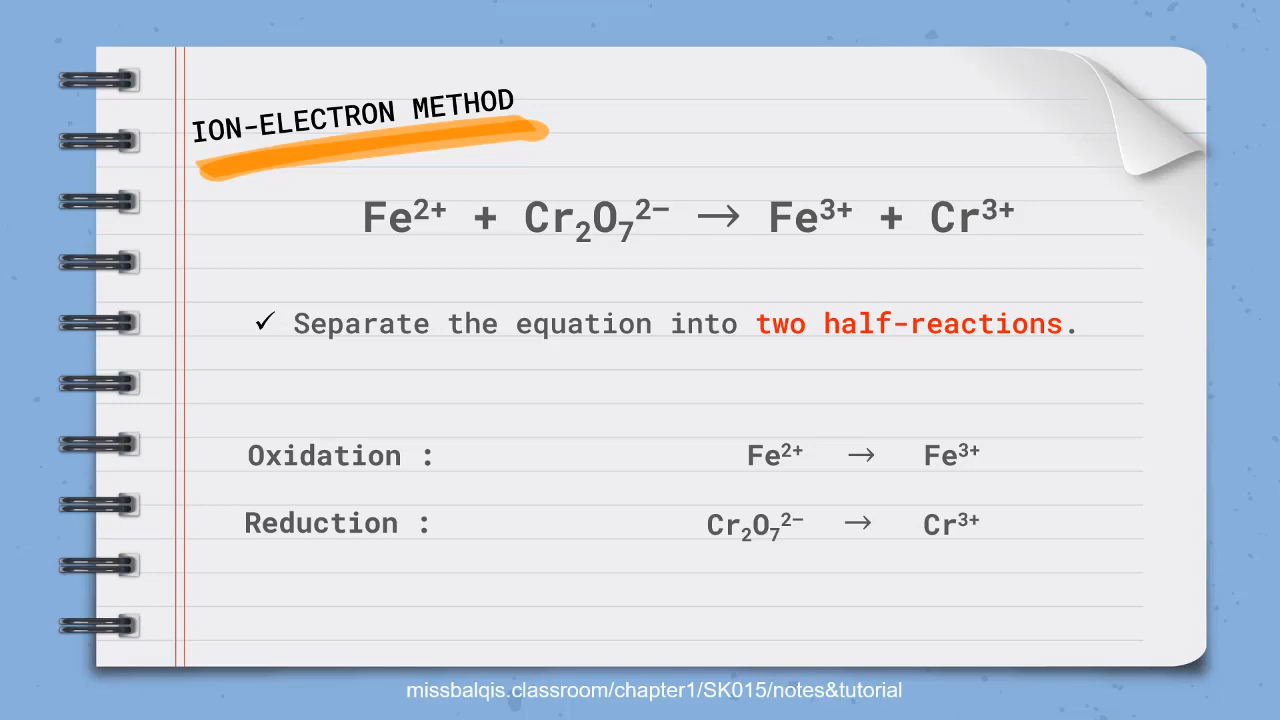 ION-ELECTRON METHOD
Fe²⁺ + Cr₂O₇²⁻ → Fe³⁺ + Cr³⁺
✓ Separate the equation into two half-reactions.
Oxidation : Fe²⁺ → Fe³⁺
Reduction : Cr₂O₇²⁻ → Cr³⁺
missbalqis.classroom/chapter1/SK015/notes&tutorial